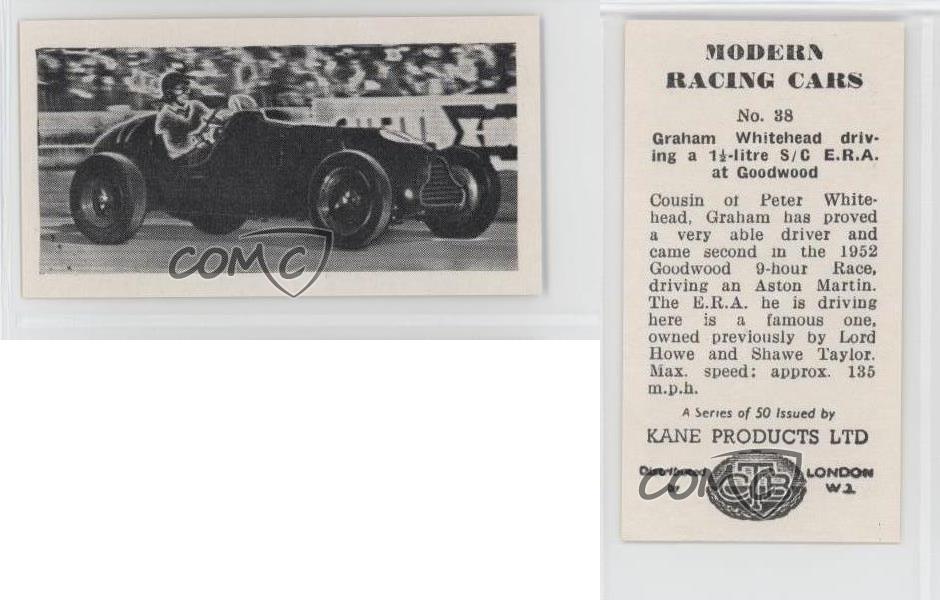 COMC
MODERN
RACING CARS
No. 38
Graham Whitehead driv-
ing a 1½-litre S/C E.R.A.
at Goodwood
Cousin of Peter White-
head, Graham has proved
a very able driver and
came second in the 1952
Goodwood 9-hour Race,
driving an Aston Martin.
The E.R.A. he is driving
here is a famous one,
owned previously by Lord
Howe and Shawe Taylor.
Max. speed: approx. 135
m.p.h.
A Series of 50 Issued by
KANE PRODUCTS LTD
Distributed by
LONDON
W1
COMC